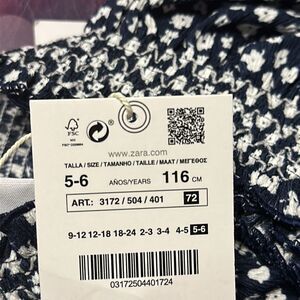 FSC
www.zara.com
TALLA / SIZE / TAMANHO / TAILLE / MAAT / ΜΕΓΕΘΟΣ
5-6 AÑOS/YEARS 116 CM
ART.: 3172 / 504 / 401 72
9-12 12-18 18-24 2-3 3-4 4-5 5-6
03172504401724